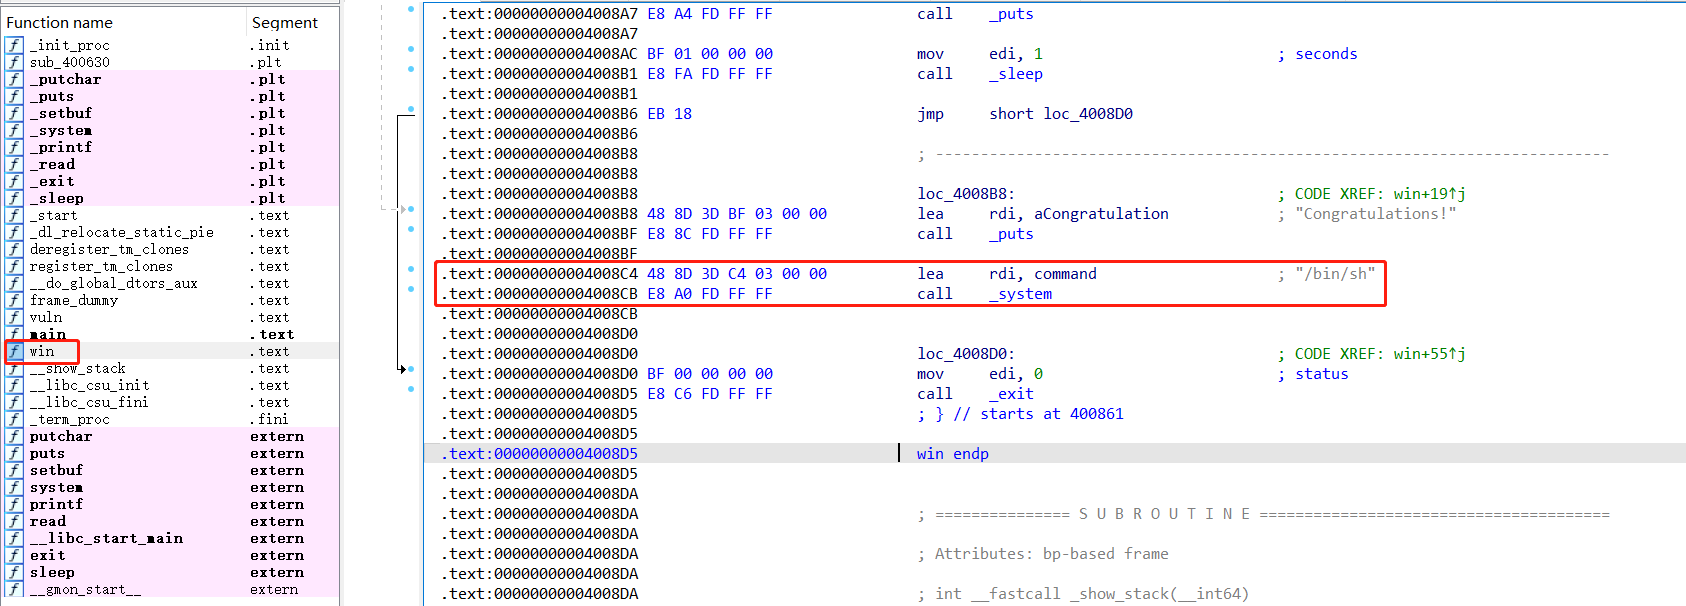 Function name Segment
_init_proc .init
sub_400630 .plt
_putchar .plt
_puts .plt
_setbuf .plt
_system .plt
_printf .plt
_read .plt
_exit .plt
_sleep .plt
_start .text
_dl_relocate_static_pie .text
deregister_tm_clones .text
register_tm_clones .text
__do_global_dtors_aux .text
frame_dummy .text
vuln .text
main .text
win .text
__show_stack .text
__libc_csu_init .text
__libc_csu_fini .text
_term_proc .fini
putchar extern
puts extern
setbuf extern
system extern
printf extern
read extern
__libc_start_main extern
exit extern
sleep extern
__gmon_start__ extern
.text:00000000004008A7 E8 A4 FD FF FF call _puts
.text:00000000004008A7
.text:00000000004008AC BF 01 00 00 00 mov edi, 1 ; seconds
.text:00000000004008B1 E8 FA FD FF FF call _sleep
.text:00000000004008B1
.text:00000000004008B6 EB 18 jmp short loc_4008D0
.text:00000000004008B6
.text:00000000004008B8 ; ---------------------------------------------------------------------------
.text:00000000004008B8
.text:00000000004008B8 loc_4008B8: ; CODE XREF: win+19↑j
.text:00000000004008B8 48 8D 3D BF 03 00 00 lea rdi, aCongratulation ; "Congratulations!"
.text:00000000004008BF E8 8C FD FF FF call _puts
.text:00000000004008BF
.text:00000000004008C4 48 8D 3D C4 03 00 00 lea rdi, command ; "/bin/sh"
.text:00000000004008CB E8 A0 FD FF FF call _system
.text:00000000004008CB
.text:00000000004008D0
.text:00000000004008D0 loc_4008D0: ; CODE XREF: win+55↑j
.text:00000000004008D0 BF 00 00 00 00 mov edi, 0 ; status
.text:00000000004008D5 E8 C6 FD FF FF call _exit
.text:00000000004008D5 ; } // starts at 400861
.text:00000000004008D5
.text:00000000004008D5 win endp
.text:00000000004008D5
.text:00000000004008DA
.text:00000000004008DA ; =============== S U B R O U T I N E =======================================
.text:00000000004008DA
.text:00000000004008DA ; Attributes: bp-based frame
.text:00000000004008DA
.text:00000000004008DA ; int __fastcall _show_stack(__int64)